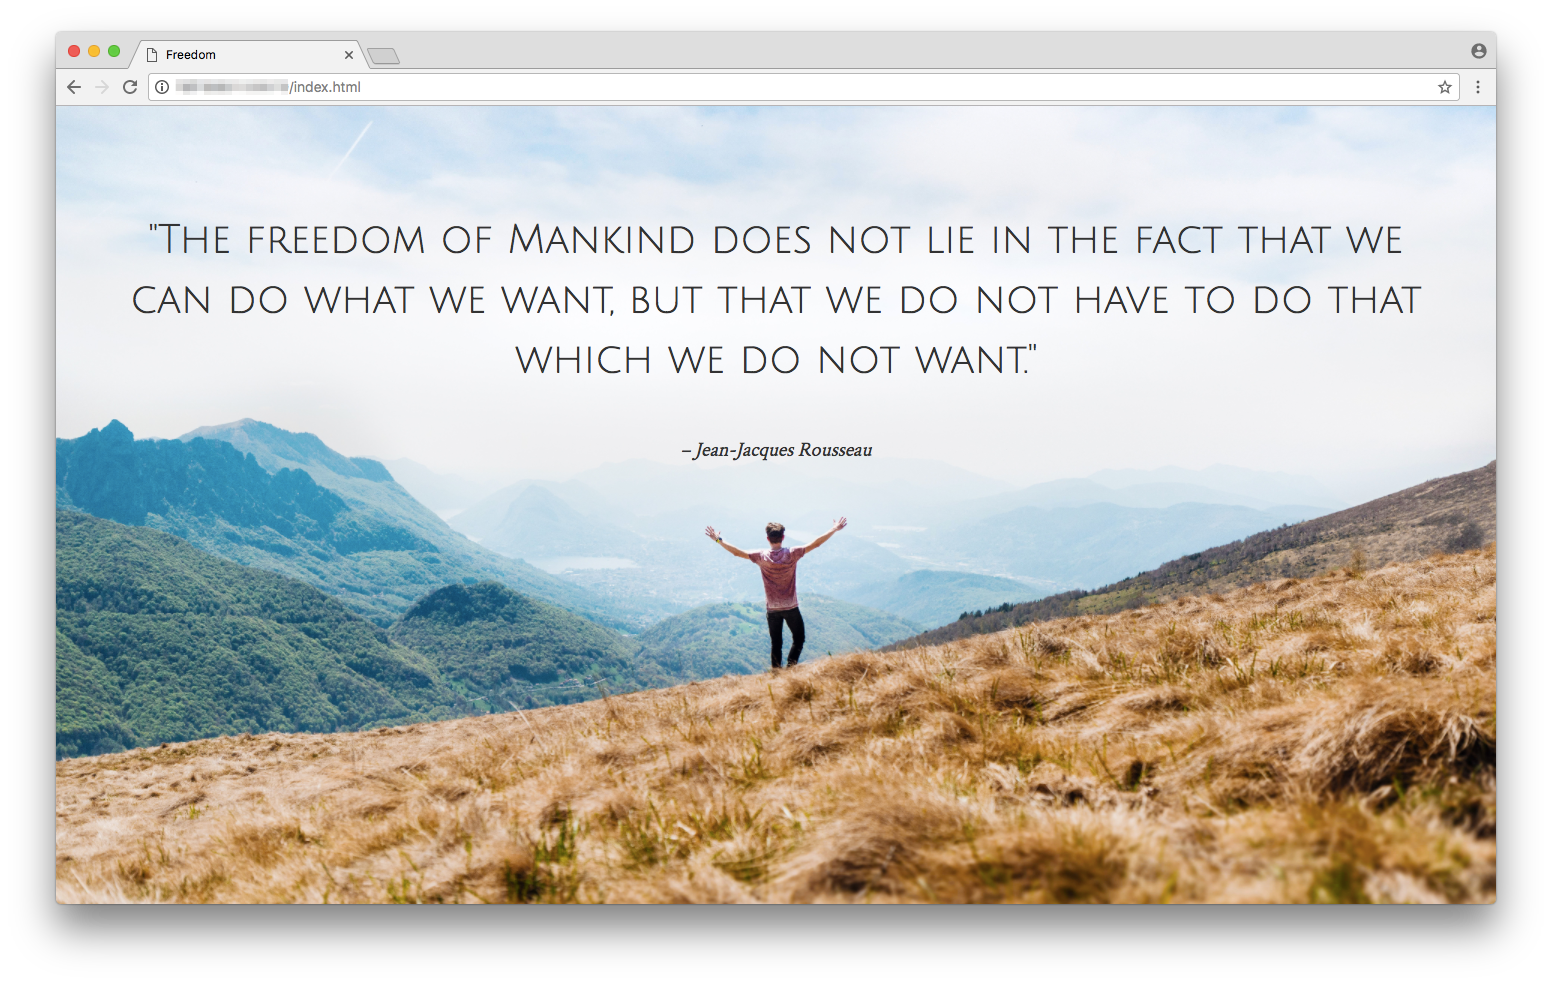 Freedom
/index.html
"The freedom of Mankind does not lie in the fact that we
can do what we want, but that we do not have to do that
which we do not want."
– Jean-Jacques Rousseau